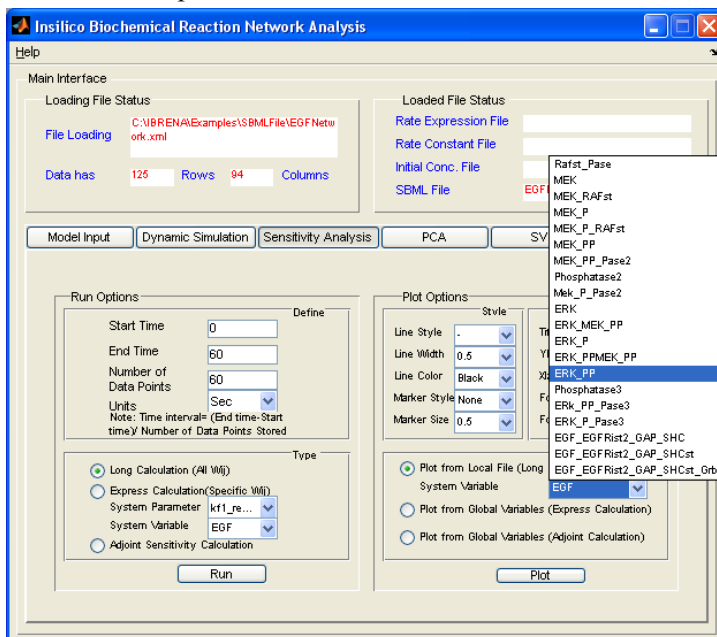 Insilico Biochemical Reaction Network Analysis
Help
Main Interface
Loading File Status
File Loading
C:\IBRENA\Examples\SBMLFile\EGFNetw
ork.xml
Data has 125 Rows 94 Columns
Loaded File Status
Rate Expression File
Rate Constant File
Initial Conc. File
SBML File
Model Input
Dynamic Simulation
Sensitivity Analysis
PCA
Run Options
Define
Start Time 0
End Time 60
Number of
Data Points
60
Units Sec
Note: Time interval= (End time-Start
time)/ Number of Data Points Stored
Type
Long Calculation (All Wij)
Express Calculation(Specific Wij)
System Parameter kf1_re...
System Variable EGF
Adjoint Sensitivity Calculation
Run
Plot Options
Style
Line Style -
Line Width 0.5
Line Color Black
Marker Style None
Marker Size 0.5
Plot from Local File (Long
System Variable EGF
Plot from Global Variables (Express Calculation)
Plot from Global Variables (Adjoint Calculation)
Plot
Rafst_Pase
MEK
MEK_RAFst
MEK_P
MEK_P_RAFst
MEK_PP
MEK_PP_Pase2
Phosphatase2
Mek_P_Pase2
ERK
ERK_MEK_PP
ERK_P
ERK_PPMEK_PP
ERK_PP
Phosphatase3
ERk_PP_Pase3
ERK_P_Pase3
EGF_EGFRist2_GAP_SHC
EGF_EGFRist2_GAP_SHCst
EGF_EGFRist2_GAP_SHCst_Grb